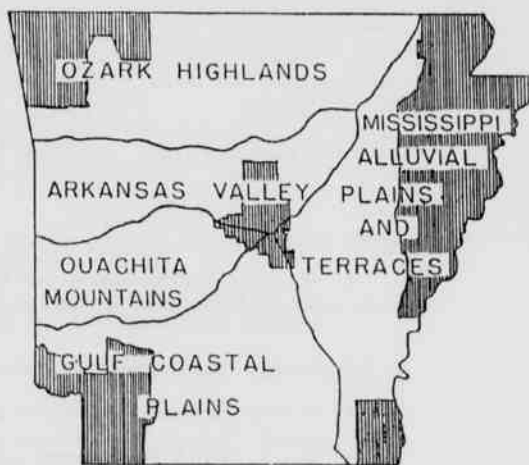 OZARK HIGHLANDS
MISSISSIPPI
ALLUVIAL
ARKANSAS VALLEY
PLAINS
AND
OUACHITA
TERRACES
MOUNTAINS
GULF COASTAL
PLAINS